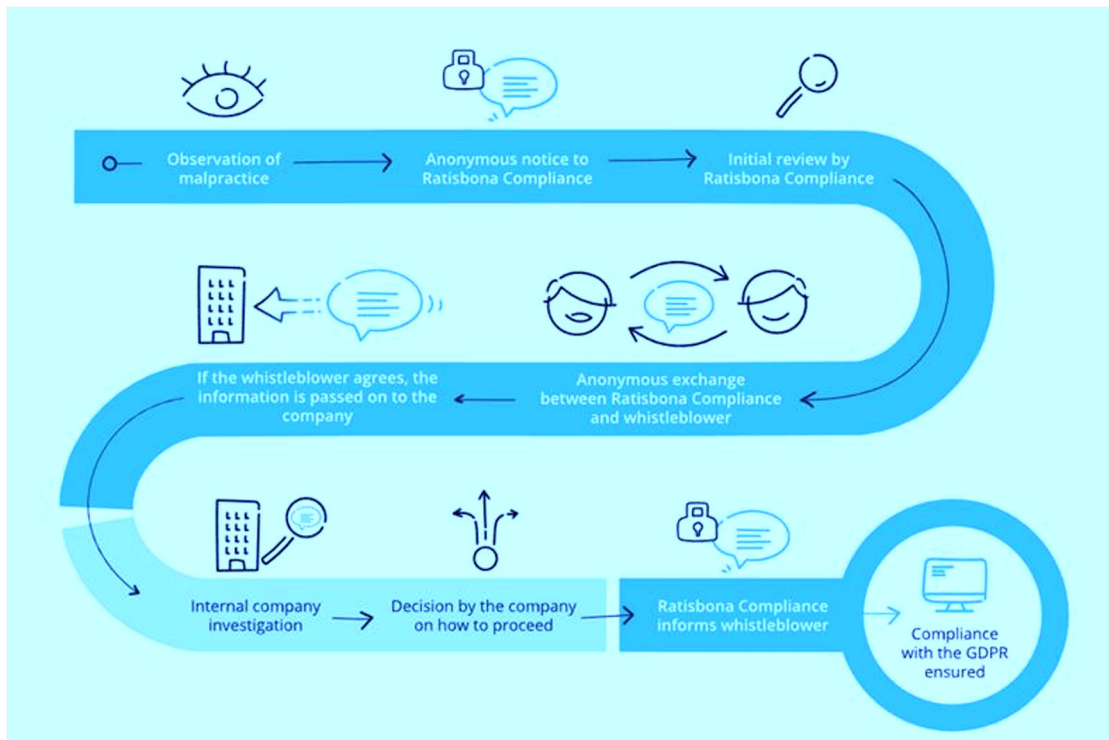 Observation of
malpractice
Anonymous notice to
Ratisbona Compliance
Initial review by
Ratisbona Compliance
Anonymous exchange
between Ratisbona Compliance
and whistleblower
If the whistleblower agrees, the
information is passed on to the
company
Internal company
investigation
Decision by the company
on how to proceed
Ratisbona Compliance
informs whistleblower
Compliance
with the GDPR
ensured